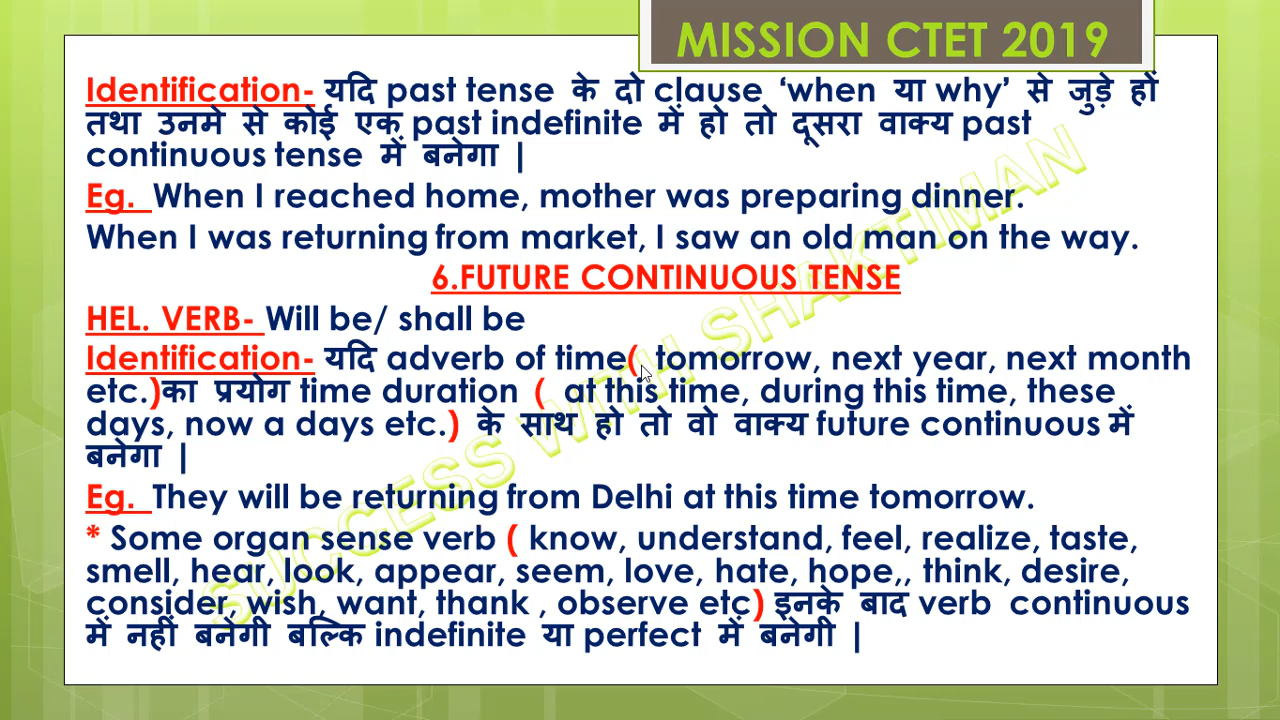 MISSION CTET 2019
Identification- यदि past tense के दो clause ‘when या why’ से जुड़े हों
तथा उनमे से कोई एक past indefinite में हो तो दूसरा वाक्य past
continuous tense में बनेगा |
Eg. When I reached home, mother was preparing dinner.
When I was returning from market, I saw an old man on the way.
6.FUTURE CONTINUOUS TENSE
HEL. VERB- Will be/ shall be
Identification- यदि adverb of time( tomorrow, next year, next month
etc.)का प्रयोग time duration ( at this time, during this time, these
days, now a days etc.) के साथ हो तो वो वाक्य future continuous में
बनेगा |
Eg. They will be returning from Delhi at this time tomorrow.
* Some organ sense verb ( know, understand, feel, realize, taste,
smell, hear, look, appear, seem, love, hate, hope,, think, desire,
consider, wish, want, thank , observe etc) इनके बाद verb continuous
में नहीं बनेगी बल्कि indefinite या perfect में बनेगी |
SUCCESS WITH SHAKTIMAN